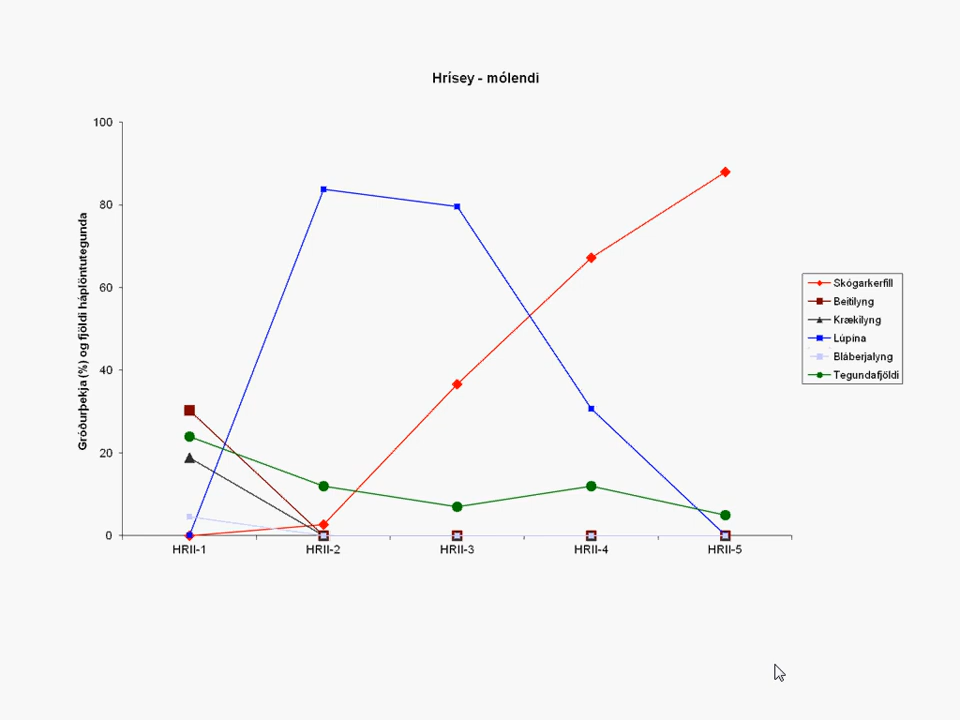 Hrísey - mólendi
Gróðurþekja (%) og fjöldi háplöntutegunda
100
80
60
40
20
0
HRII-1 HRII-2 HRII-3 HRII-4 HRII-5
Skógarkerfill
Beitilyng
Krækilyng
Lúpína
Bláberjalyng
Tegundafjöldi